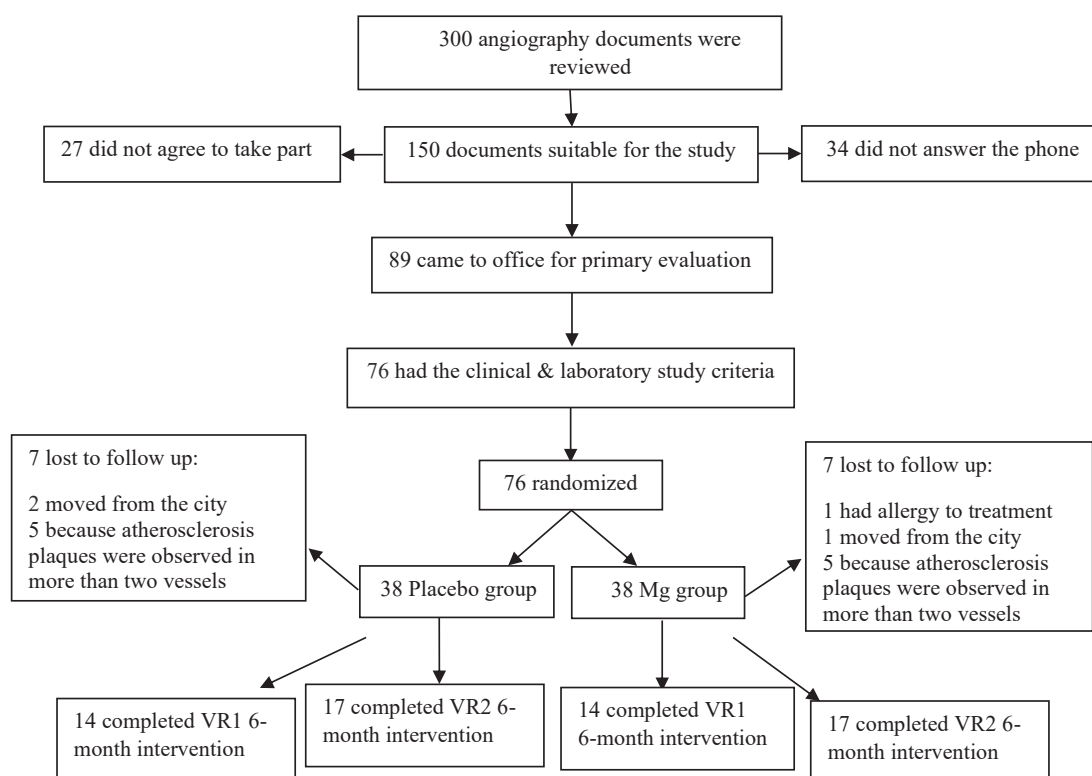 300 angiography documents were
reviewed
27 did not agree to take part
150 documents suitable for the study
34 did not answer the phone
89 came to office for primary evaluation
76 had the clinical & laboratory study criteria
7 lost to follow up:
2 moved from the city
5 because atherosclerosis
plaques were observed in
more than two vessels
76 randomized
7 lost to follow up:
1 had allergy to treatment
1 moved from the city
5 because atherosclerosis
plaques were observed in
more than two vessels
38 Placebo group
38 Mg group
14 completed VR1 6-
month intervention
17 completed VR2 6-
month intervention
14 completed VR1
6-month intervention
17 completed VR2 6-
month intervention